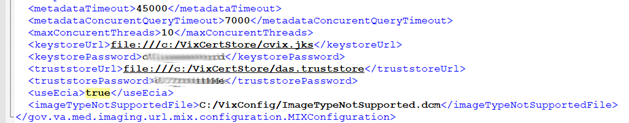 <metadataTimeout>45000</metadataTimeout>
<metadataConcurentQueryTimeout>7000</metadataConcurentQueryTimeout>
<maxConcurentThreads>10</maxConcurentThreads>
<keystoreUrl>file:///c:/VixCertStore/cvix.jks</keystoreUrl>
<keystorePassword></keystorePassword>
<truststoreUrl>file:///c:/VixCertStore/das.truststore</truststoreUrl>
<truststorePassword></truststorePassword>
<useEcia>true</useEcia>
<imageTypeNotSupportedFile>C:/VixConfig/ImageTypeNotSupported.dcm</imageTypeNotSupportedFile>
</gov.va.med.imaging.url.mix.configuration.MIXConfiguration>